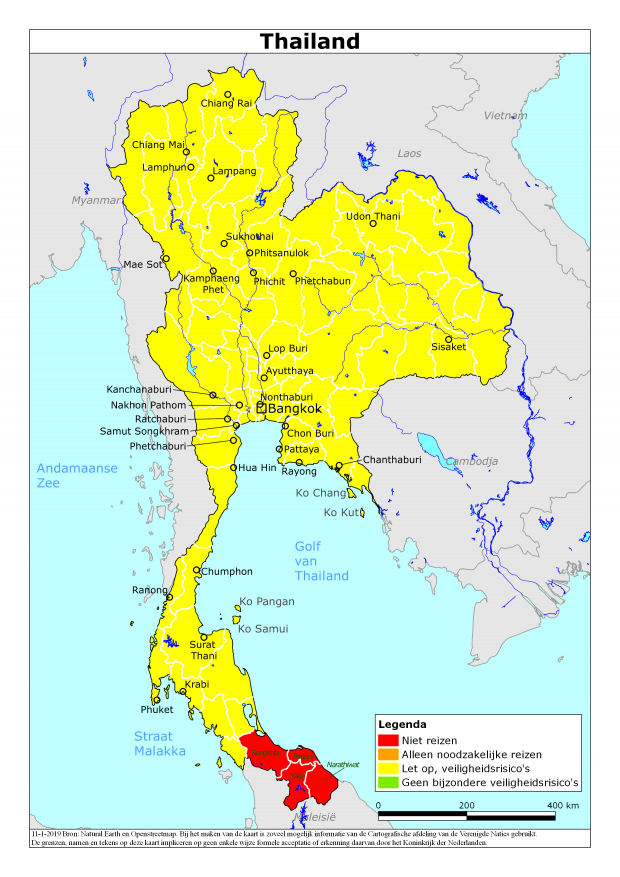 Thailand
Chiang Rai
Vietnam
Chiang Mai
Laos
Lamphun
Lampang
Myanmar
Udon Thani
Sukhothai
Phitsanulok
Mae Sot
Kamphaeng
Phet
Phichit
Phetchabun
Sisaket
Lop Buri
Ayutthaya
Kanchanaburi
Nonthaburi
Nakhon Pathom
Bangkok
Ratchaburi
Samut Songkhram
Chon Buri
Phetchaburi
Pattaya
Chanthaburi
Cambodja
Andamaanse
Zee
Hua Hin
Rayong
Ko Chang
Ko Kut
Golf
van
Thailand
Chumphon
Ranong
Ko Pangan
Ko Samui
Surat
Thani
Krabi
Phuket
Straat
Malakka
Narathiwat
Maleisië
Legenda
Niet reizen
Alleen noodzakelijke reizen
Let op, veiligheidsrisico's
Geen bijzondere veiligheidsrisico's
0 200 400 km
11-1-2019 Bron: Natural Earth en Openstreetmap. Bij het maken van de kaart is zoveel mogelijk informatie van de Cartografische afdeling van de Verenigde Naties gebruikt.
De grenzen, namen en tekens op deze kaart impliceren op geen enkele wijze formele acceptatie of erkenning daarvan door het Koninkrijk der Nederlanden.